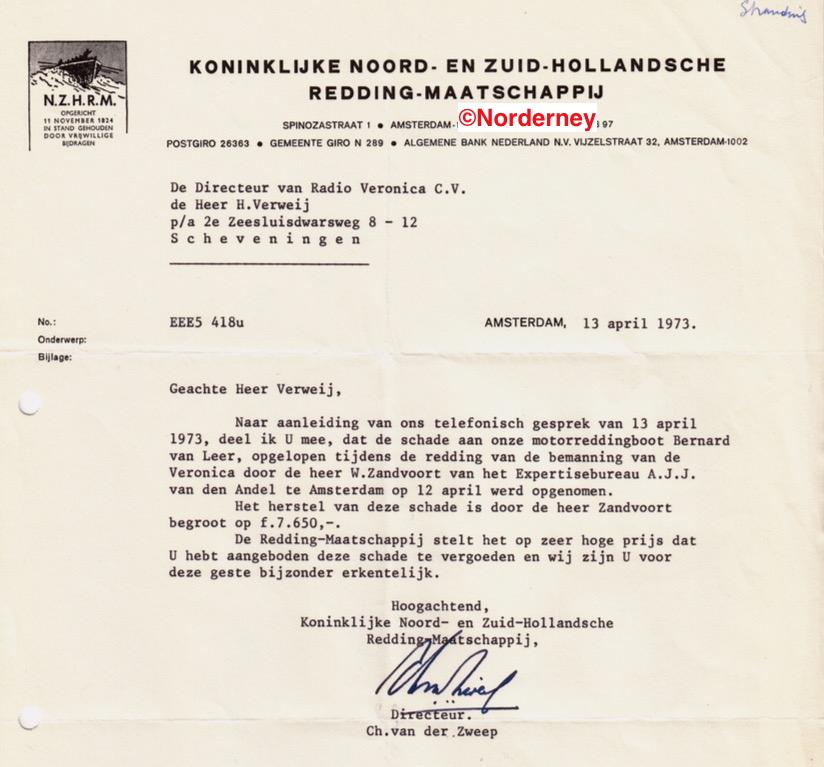 Stranding
N.Z.H.R.M.
OPGERICHT
11 NOVEMBER 1824
IN STAND GEHOUDEN
DOOR VRIJWILLIGE
BIJDRAGEN
KONINKLIJKE NOORD- EN ZUID-HOLLANDSCHE
REDDING-MAATSCHAPPIJ
SPINOZASTRAAT 1 ● AMSTERDAM- ©Norderney 97
POSTGIRO 26363 ● GEMEENTE GIRO N 289 ● ALGEMENE BANK NEDERLAND N.V. VIJZELSTRAAT 32, AMSTERDAM-1002
De Directeur van Radio Veronica C.V.
de Heer H.Verweij
p/a 2e Zeesluisdwarsweg 8 - 12
S c h e v e n i n g e n
No.: EEE5 418u AMSTERDAM, 13 april 1973.
Onderwerp:
Bijlage:
Geachte Heer Verweij,
Naar aanleiding van ons telefonisch gesprek van 13 april
1973, deel ik U mee, dat de schade aan onze motorreddingboot Bernard
van Leer, opgelopen tijdens de redding van de bemanning van de
Veronica door de heer W.Zandvoort van het Expertisebureau A.J.J.
van den Andel te Amsterdam op 12 april werd opgenomen.
Het herstel van deze schade is door de heer Zandvoort
begroot op f.7.650,-.
De Redding-Maatschappij stelt het op zeer hoge prijs dat
U hebt aangeboden deze schade te vergoeden en wij zijn U voor
deze geste bijzonder erkentelijk.
Hoogachtend,
Koninklijke Noord- en Zuid-Hollandsche
Redding-Maatschappij,
Directeur.
Ch.van der Zweep